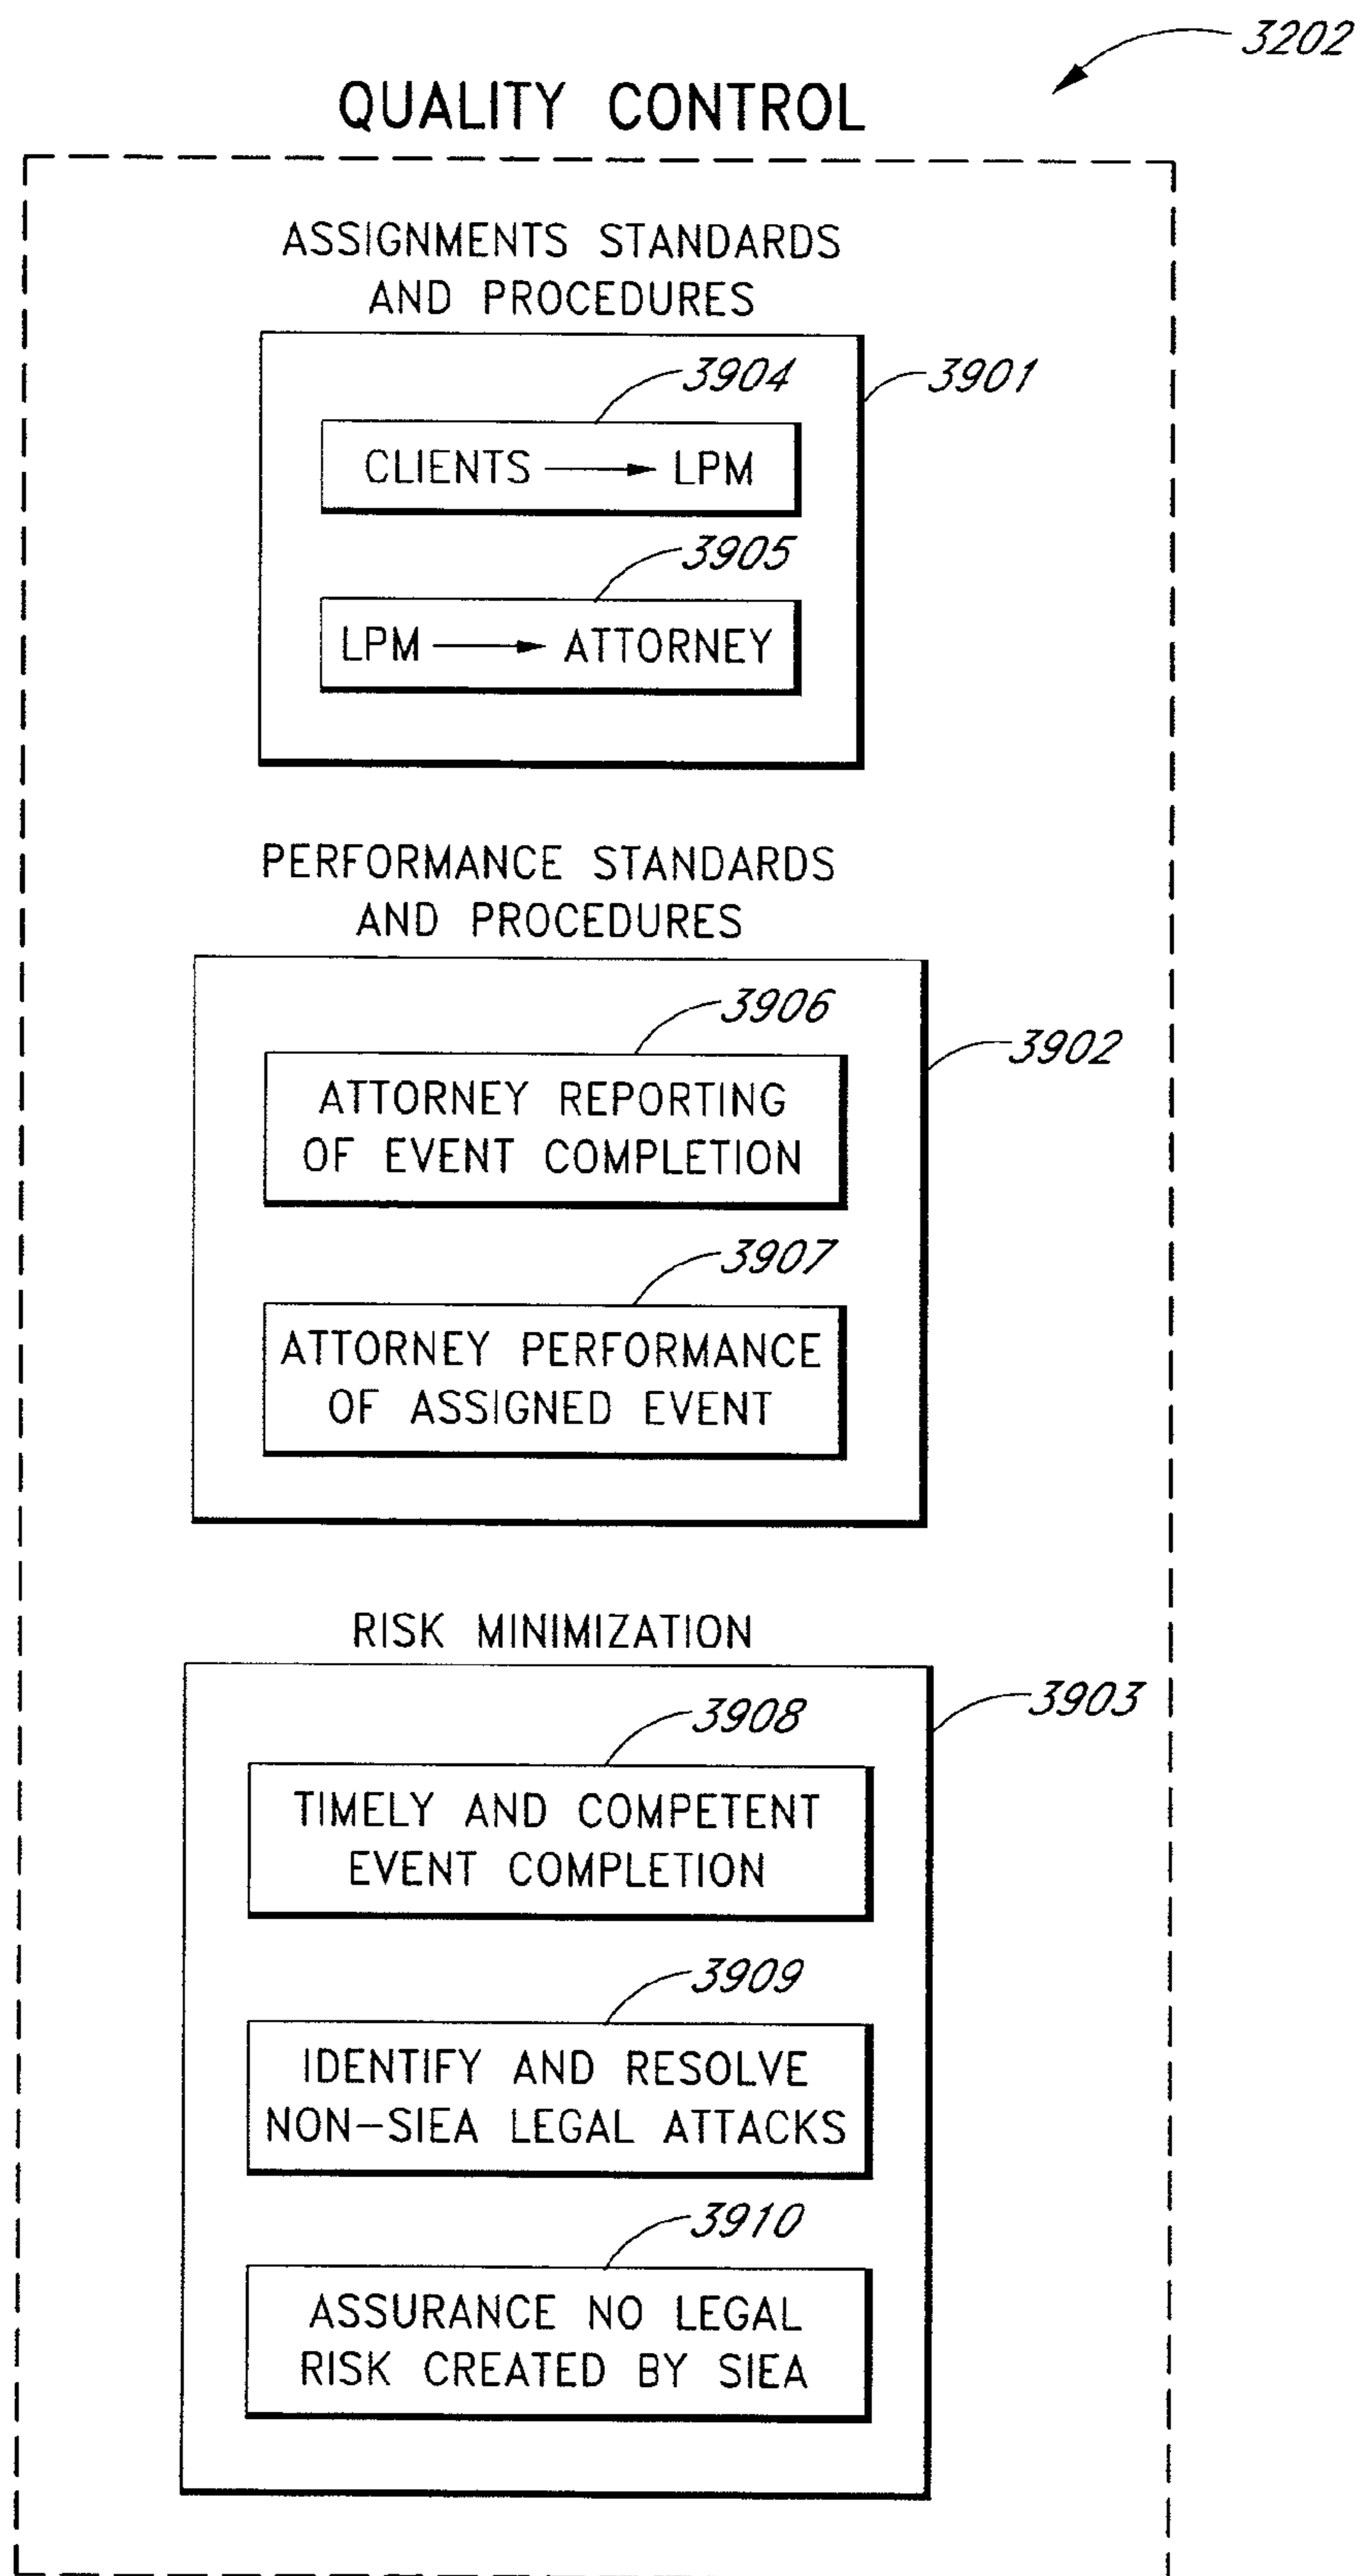 3202
QUALITY CONTROL
ASSIGNMENTS STANDARDS
AND PROCEDURES
3904
3901
CLIENTS → LPM
3905
LPM → ATTORNEY
PERFORMANCE STANDARDS
AND PROCEDURES
3906
3902
ATTORNEY REPORTING
OF EVENT COMPLETION
3907
ATTORNEY PERFORMANCE
OF ASSIGNED EVENT
RISK MINIMIZATION
3903
3908
TIMELY AND COMPETENT
EVENT COMPLETION
3909
IDENTIFY AND RESOLVE
NON-SIEA LEGAL ATTACKS
3910
ASSURANCE NO LEGAL
RISK CREATED BY SIEA